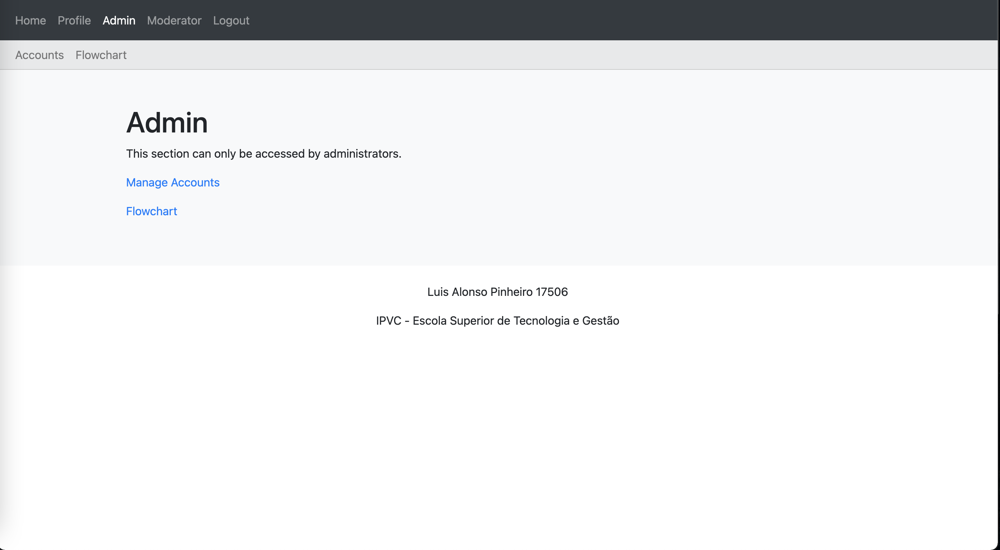 Home Profile Admin Moderator Logout
Accounts Flowchart
Admin
This section can only be accessed by administrators.
Manage Accounts
Flowchart
Luis Alonso Pinheiro 17506
IPVC - Escola Superior de Tecnologia e Gestão